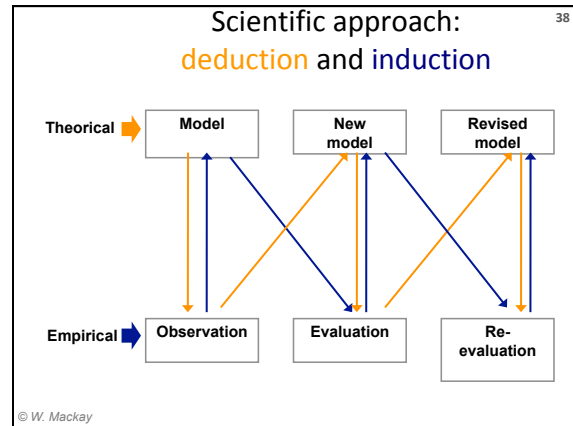 Scientific approach:
38
deduction and induction
Theorical
Model
New
model
Revised
model
Empirical
Observation
Evaluation
Re-
evaluation
© W. Mackay